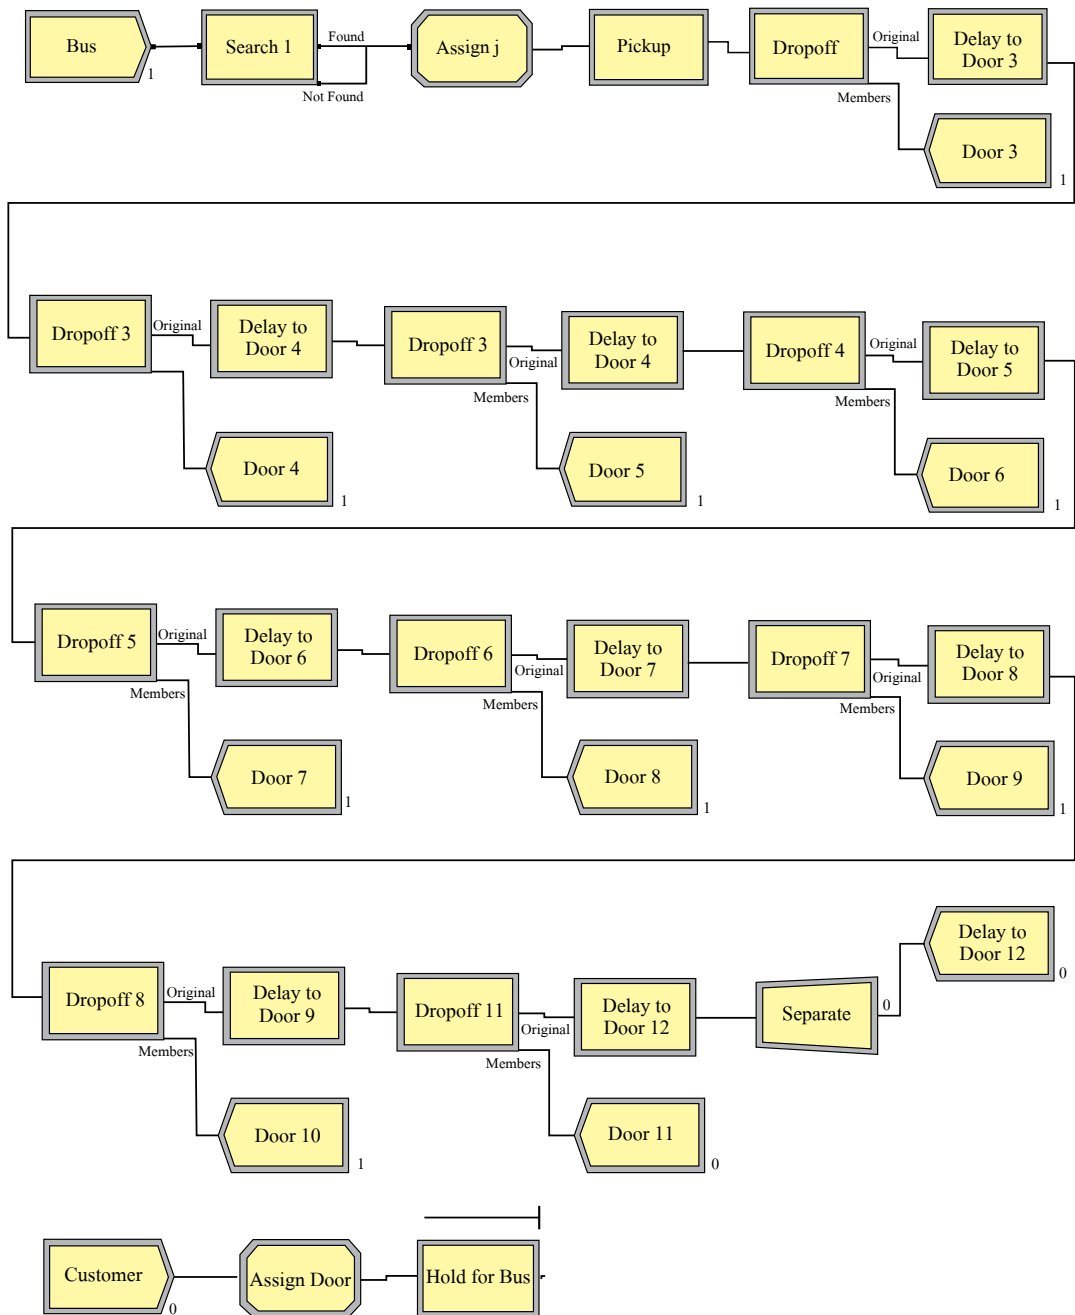 Bus
1
Search 1
Found
Not Found
Assign j
Pickup
Dropoff
Original
Members
Delay to
Door 3
Door 3
1
Dropoff 3
Original
Delay to
Door 4
Door 4
1
Dropoff 3
Original
Members
Delay to
Door 4
Door 5
1
Dropoff 4
Original
Members
Delay to
Door 5
Door 6
1
Dropoff 5
Original
Members
Delay to
Door 6
Door 7
1
Dropoff 6
Original
Members
Delay to
Door 7
Door 8
1
Dropoff 7
Original
Members
Delay to
Door 8
Door 9
1
Dropoff 8
Original
Members
Delay to
Door 9
Door 10
1
Dropoff 11
Original
Members
Delay to
Door 12
Door 11
0
Separate
0
Delay to
Door 12
0
Customer
0
Assign Door
Hold for Bus